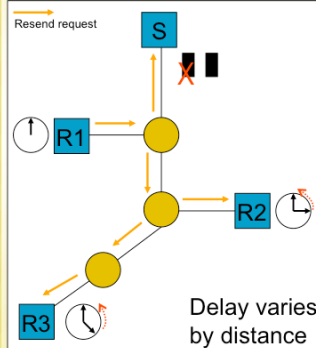 Resend request
S
R1
R2
R3
Delay varies
by distance